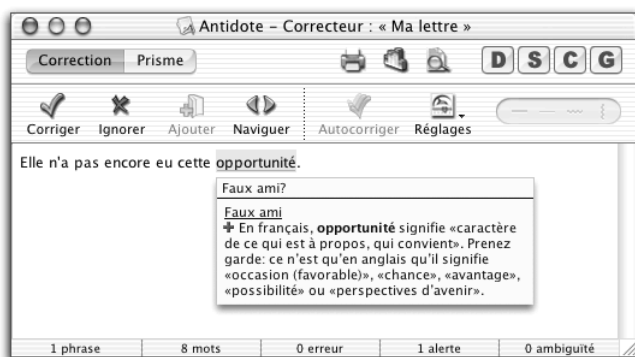 Antidote – Correcteur : « Ma lettre »
Correction Prisme D S C G
Corriger Ignorer Ajouter Naviguer Autocorriger Réglages
Elle n'a pas encore eu cette opportunité.
Faux ami?
Faux ami
En français, opportunité signifie «caractère
de ce qui est à propos, qui convient». Prenez
garde: ce n'est qu'en anglais qu'il signifie
«occasion (favorable)», «chance», «avantage»,
«possibilité» ou «perspectives d'avenir».
1 phrase 8 mots 0 erreur 1 alerte 0 ambiguïté